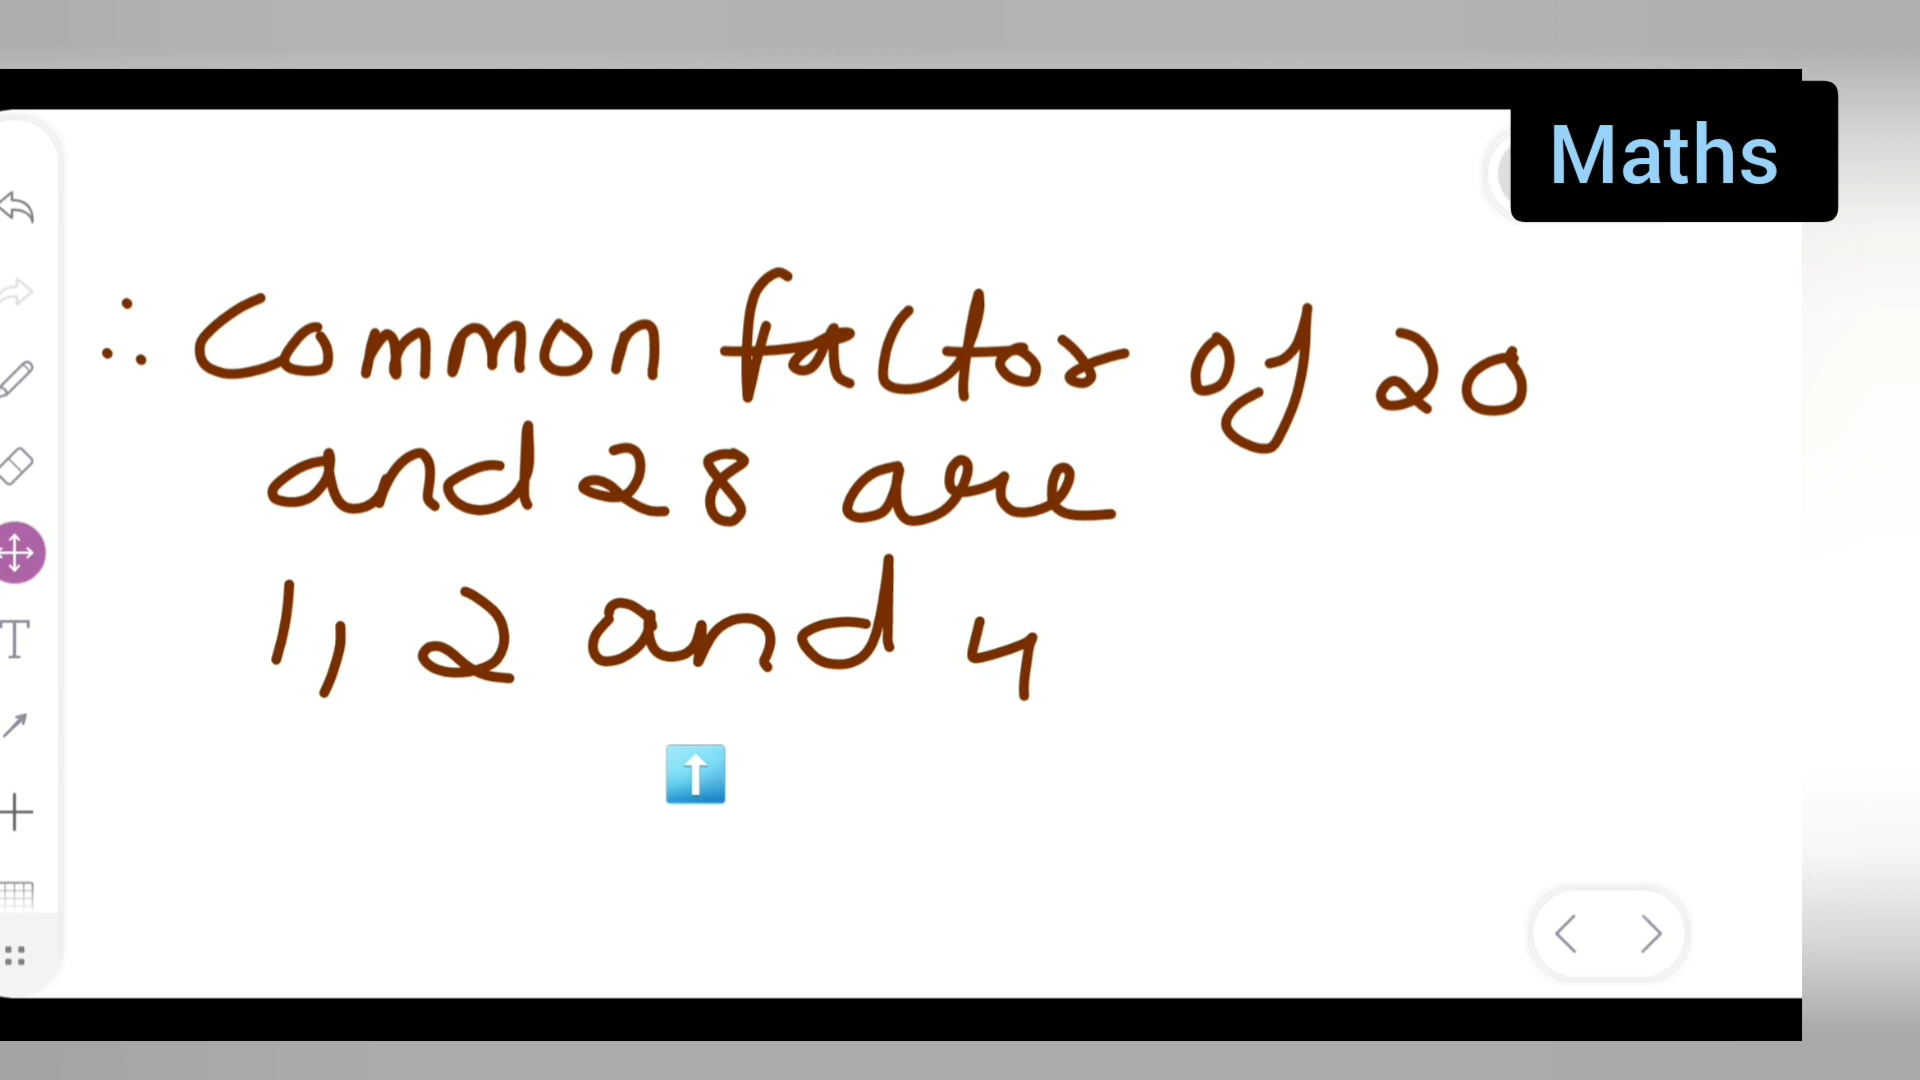 Maths
∴ Common factor of 20
and 28 are
1, 2 and 4
T